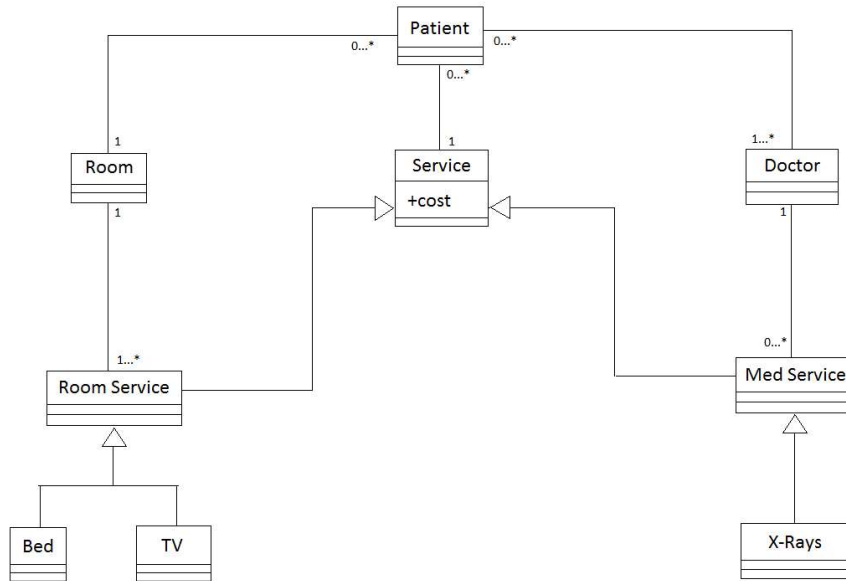 Patient
0...*
0...*
0...*
1
1
1...*
Room
Service
Doctor
+cost
1
1
1...*
0...*
Room Service
Med Service
Bed
TV
X-Rays